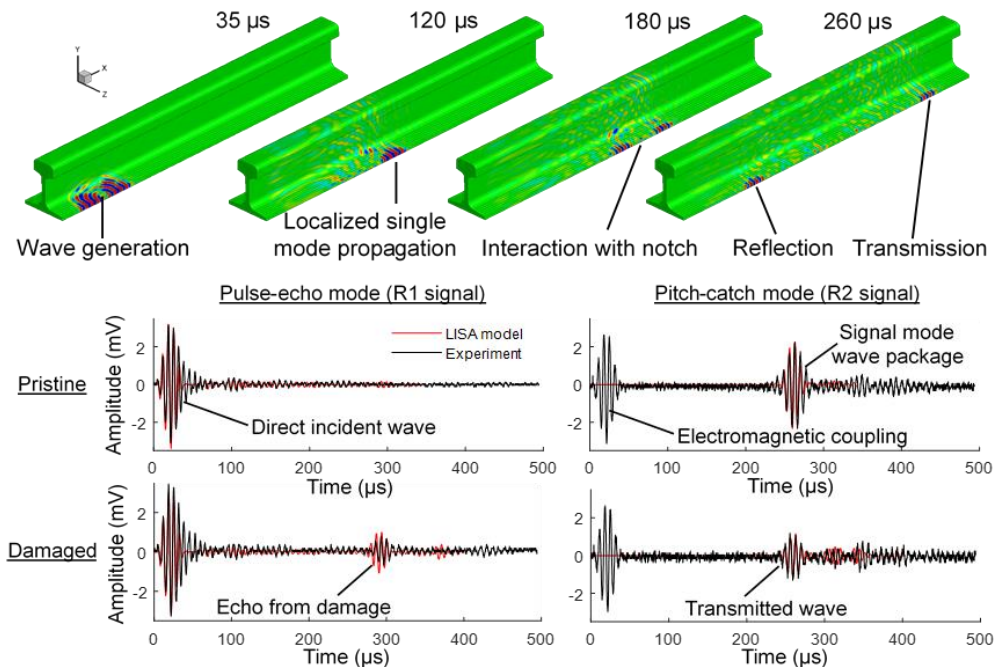 35 µs
120 µs
180 µs
260 µs
Y
X
Z
Wave generation
Localized single
mode propagation
Interaction with notch
Reflection
Transmission
Pulse-echo mode (R1 signal)
Pitch-catch mode (R2 signal)
Pristine
Amplitude (mV)
2
0
-2
LISA model
Experiment
Direct incident wave
0 100 200 300 400 500
Time (µs)
2
0
-2
Signal mode
wave package
Electromagnetic coupling
0 100 200 300 400 500
Time (µs)
Damaged
Amplitude (mV)
2
0
-2
Echo from damage
0 100 200 300 400 500
Time (µs)
2
0
-2
Transmitted wave
0 100 200 300 400 500
Time (µs)